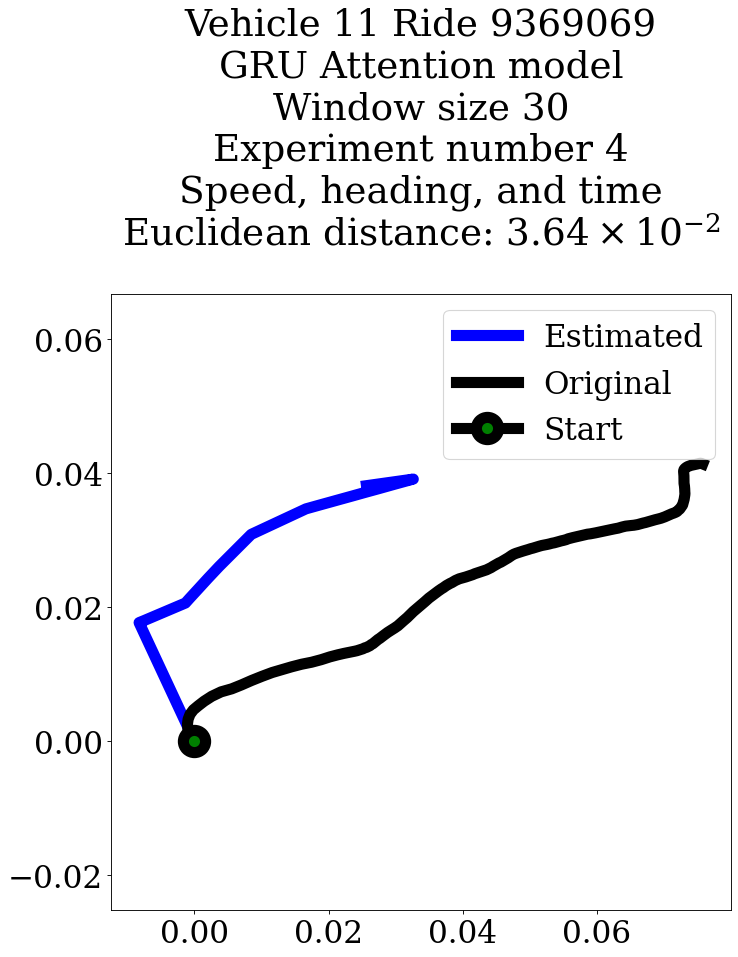 Vehicle 11 Ride 9369069
GRU Attention model
Window size 30
Experiment number 4
Speed, heading, and time
Euclidean distance: 3.64 × 10⁻²
Estimated
Original
Start
0.06
0.04
0.02
0.00
−0.02
0.00 0.02 0.04 0.06